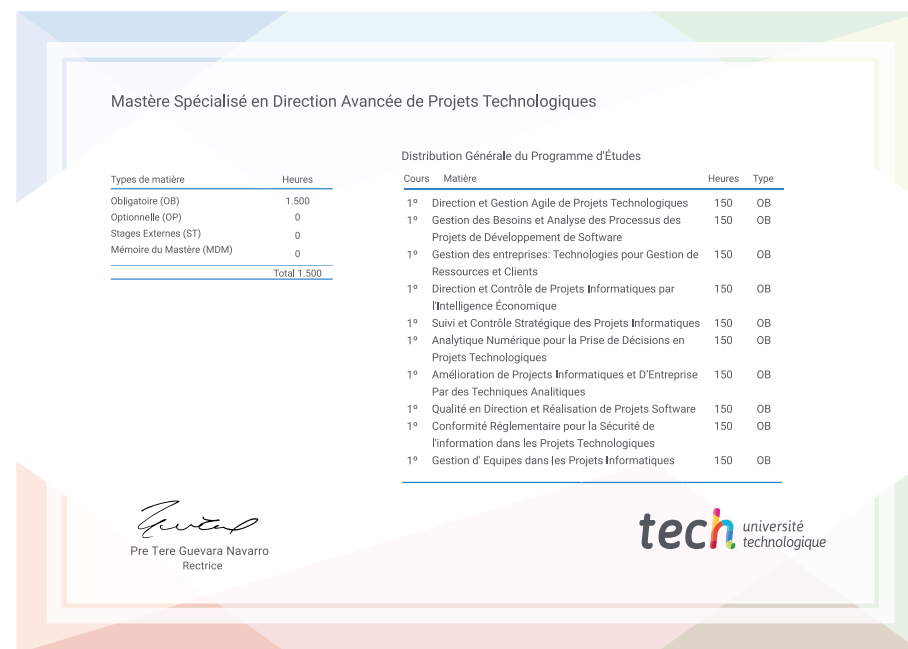 Mastère Spécialisé en Direction Avancée de Projets Technologiques
Types de matière Heures
Obligatoire (OB) 1.500
Optionnelle (OP) 0
Stages Externes (ST) 0
Mémoire du Mastère (MDM) 0
Total 1.500
Distribution Générale du Programme d'Études
Cours Matière Heures Type
1º Direction et Gestion Agile de Projets Technologiques 150 OB
1º Gestion des Besoins et Analyse des Processus des 150 OB
Projets de Développement de Software
1º Gestion des entreprises: Technologies pour Gestion de 150 OB
Ressources et Clients
1º Direction et Contrôle de Projets Informatiques par 150 OB
l'Intelligence Économique
1º Suivi et Contrôle Stratégique des Projets Informatiques 150 OB
1º Analytique Numérique pour la Prise de Décisions en 150 OB
Projets Technologiques
1º Amélioration de Projects Informatiques et D'Entreprise 150 OB
Par des Techniques Analitiques
1º Qualité en Direction et Réalisation de Projets Software 150 OB
1º Conformité Réglementaire pour la Sécurité de 150 OB
l'information dans les Projets Technologiques
1º Gestion d' Equipes dans les Projets Informatiques 150 OB
Pre Tere Guevara Navarro
Rectrice
tech université
technologique